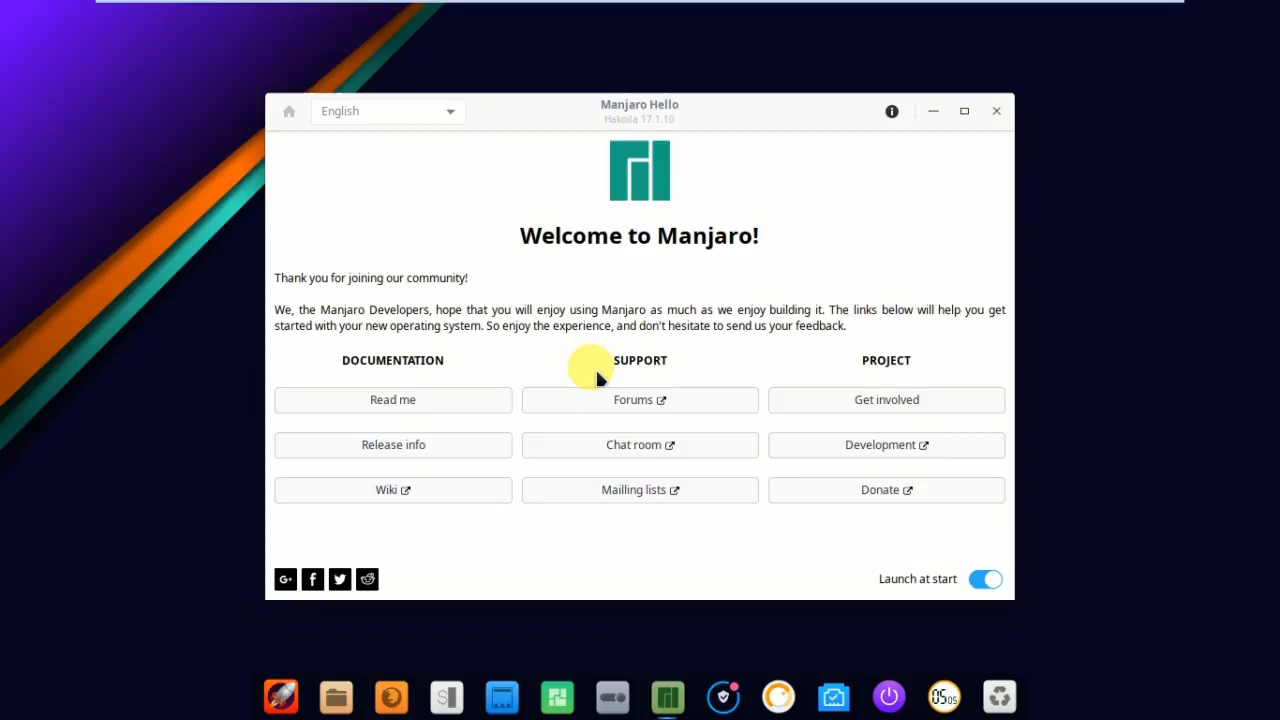 English
Manjaro Hello
Hakoila 17.1.10
Welcome to Manjaro!
Thank you for joining our community!
We, the Manjaro Developers, hope that you will enjoy using Manjaro as much as we enjoy building it. The links below will help you get
started with your new operating system. So enjoy the experience, and don't hesitate to send us your feedback.
DOCUMENTATION
SUPPORT
PROJECT
Read me
Forums
Get involved
Release info
Chat room
Development
Wiki
Mailling lists
Donate
G+
Launch at start
05 05